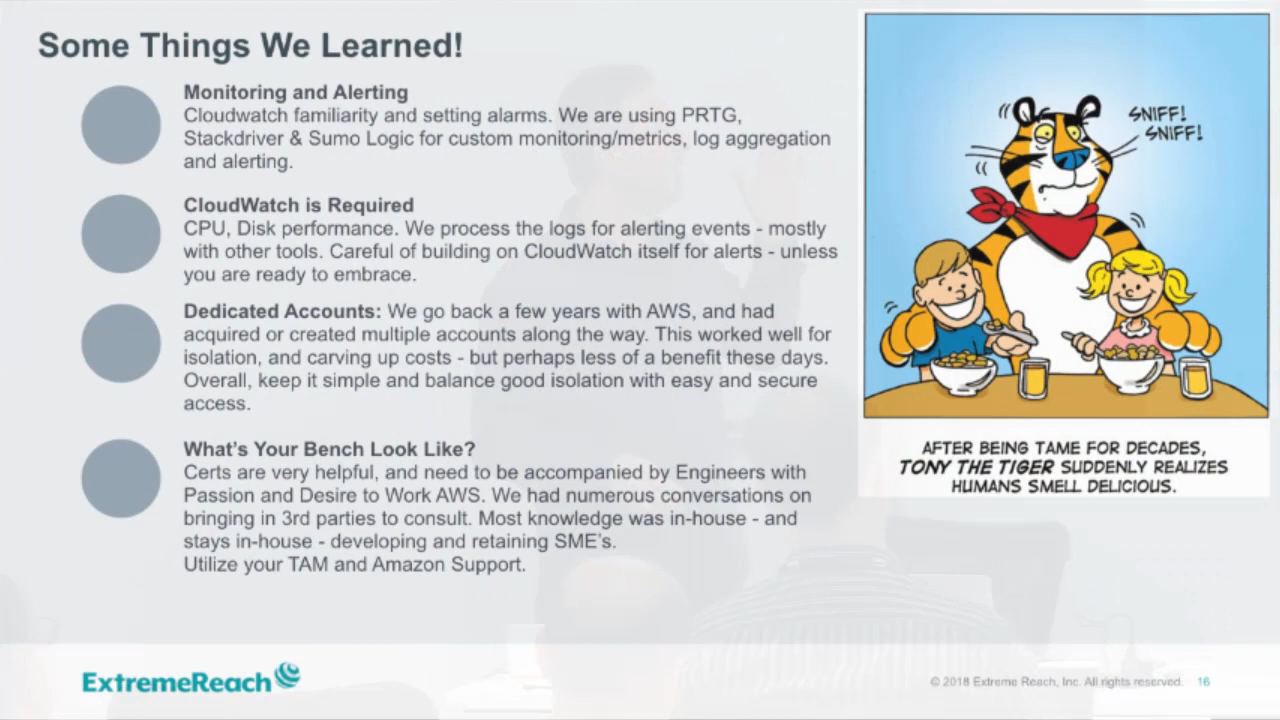 Some Things We Learned!
Monitoring and Alerting
Cloudwatch familiarity and setting alarms. We are using PRTG,
Stackdriver & Sumo Logic for custom monitoring/metrics, log aggregation
and alerting.
CloudWatch is Required
CPU, Disk performance. We process the logs for alerting events - mostly
with other tools. Careful of building on CloudWatch itself for alerts - unless
you are ready to embrace.
Dedicated Accounts: We go back a few years with AWS, and had
acquired or created multiple accounts along the way. This worked well for
isolation, and carving up costs - but perhaps less of a benefit these days.
Overall, keep it simple and balance good isolation with easy and secure
access.
What's Your Bench Look Like?
Certs are very helpful, and need to be accompanied by Engineers with
Passion and Desire to Work AWS. We had numerous conversations on
bringing in 3rd parties to consult. Most knowledge was in-house - and
stays in-house - developing and retaining SME's.
Utilize your TAM and Amazon Support.
SNIFF!
SNIFF!
AFTER BEING TAME FOR DECADES,
TONY THE TIGER SUDDENLY REALIZES
HUMANS SMELL DELICIOUS.
ExtremeReach
© 2018 Extreme Reach, Inc. All rights reserved. 16